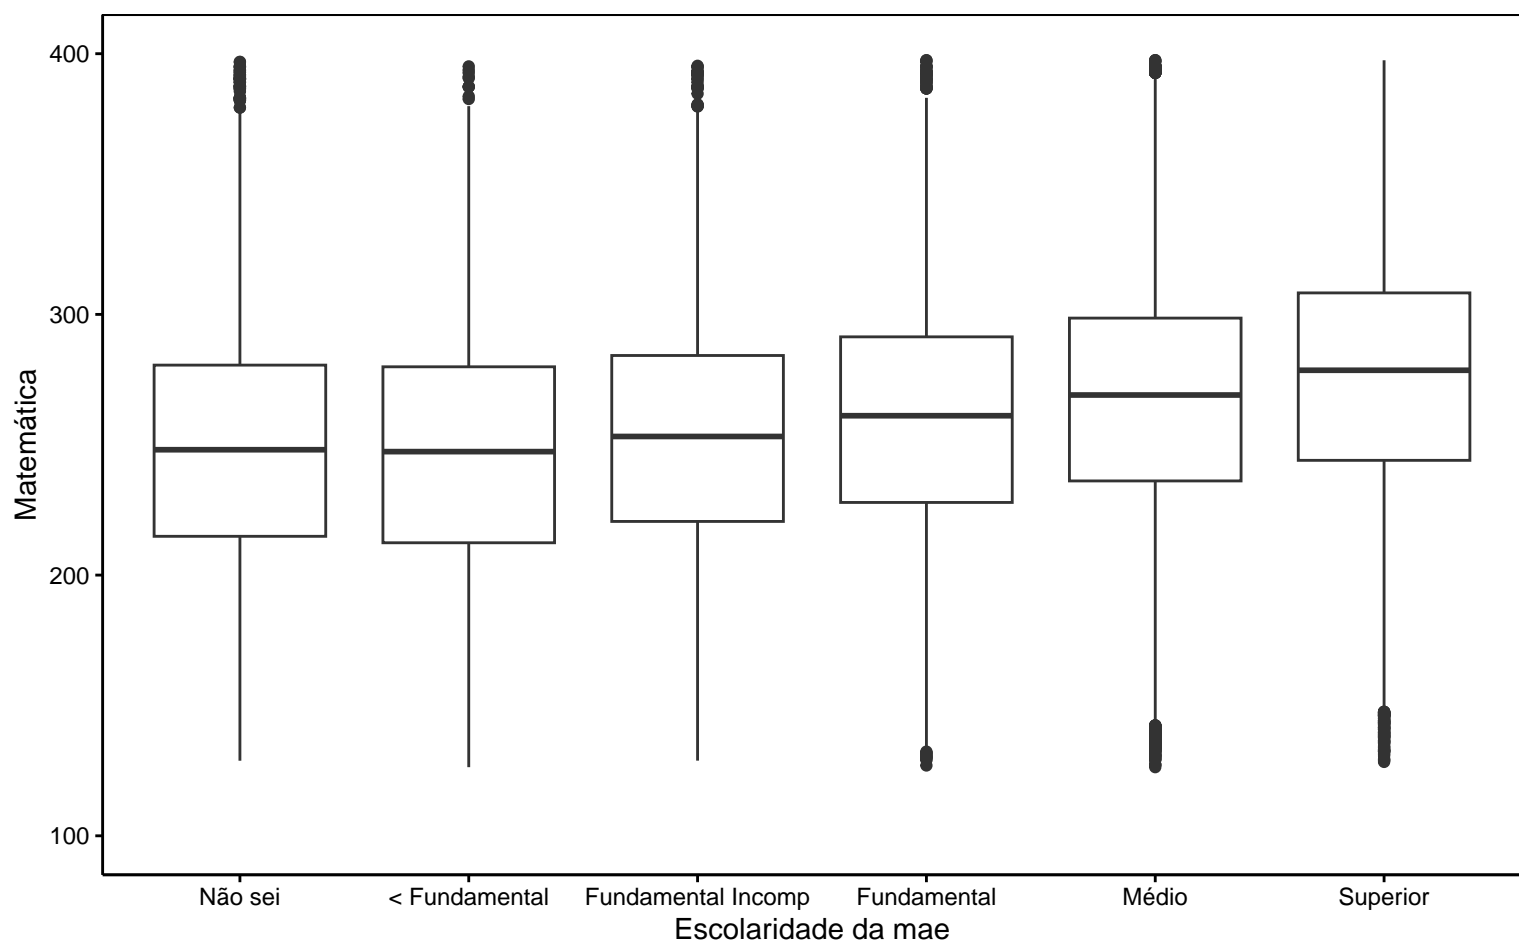 Matemática
400
300
200
100
Não sei
< Fundamental
Fundamental Incomp
Fundamental
Médio
Superior
Escolaridade da mae